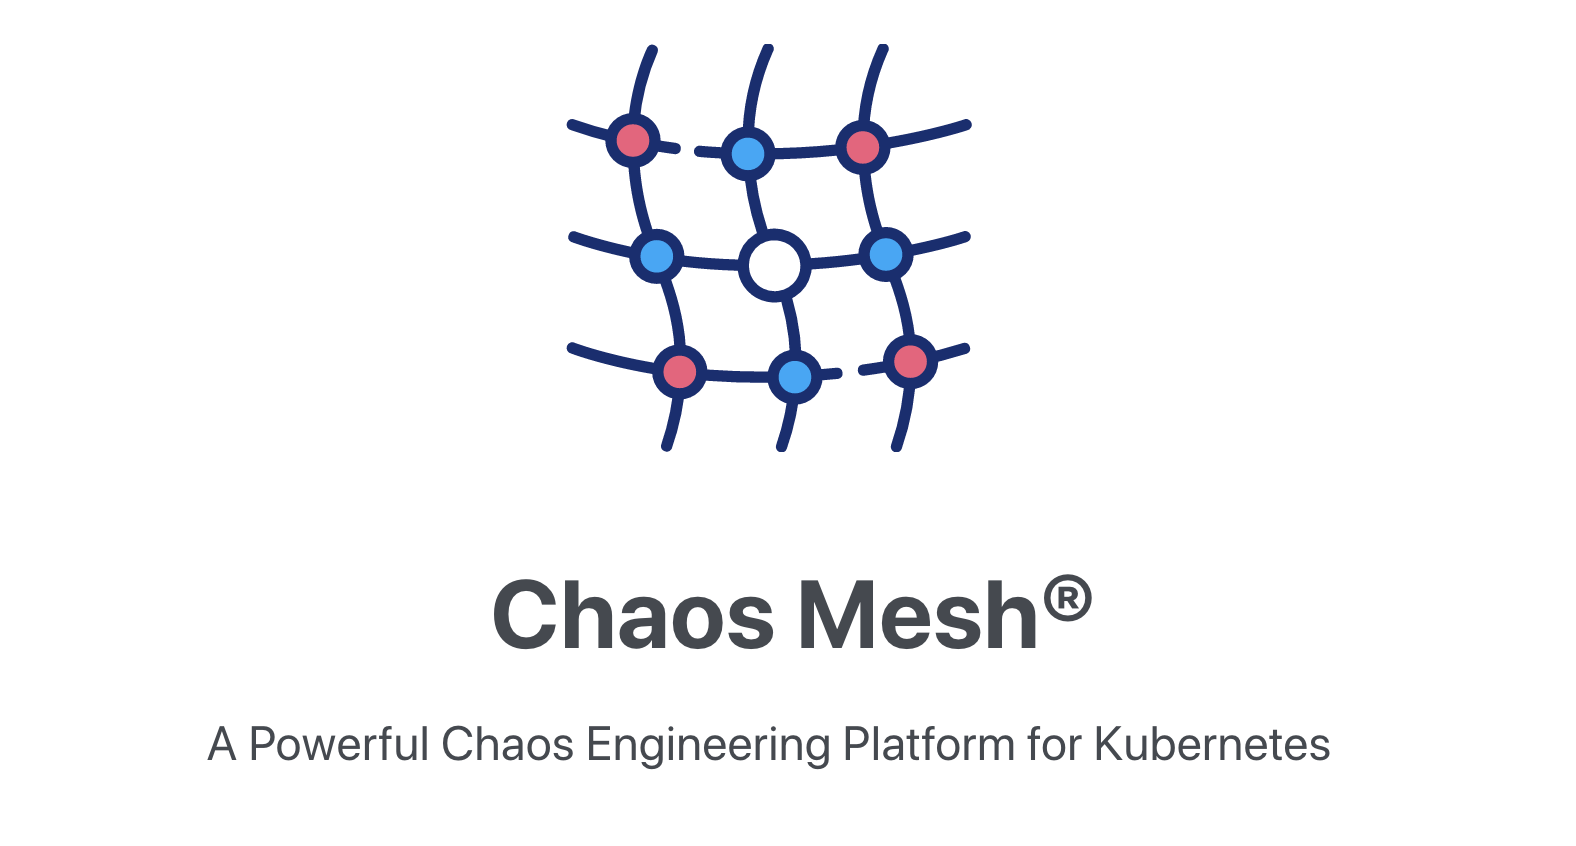 Chaos Mesh®
A Powerful Chaos Engineering Platform for Kubernetes